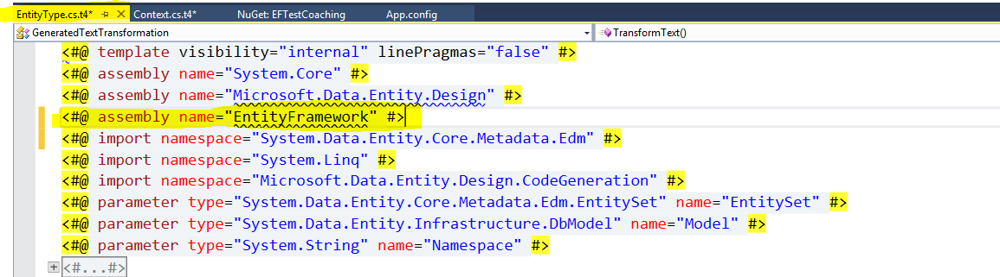 EntityType.cs.t4* Context.cs.t4* NuGet: EFTestCoaching App.config
GeneratedTextTransformation TransformText()
<#@ template visibility="internal" linePragmas="false" #>
<#@ assembly name="System.Core" #>
<#@ assembly name="Microsoft.Data.Entity.Design" #>
<#@ assembly name="EntityFramework" #>
<#@ import namespace="System.Data.Entity.Core.Metadata.Edm" #>
<#@ import namespace="System.Linq" #>
<#@ import namespace="Microsoft.Data.Entity.Design.CodeGeneration" #>
<#@ parameter type="System.Data.Entity.Core.Metadata.Edm.EntitySet" name="EntitySet" #>
<#@ parameter type="System.Data.Entity.Infrastructure.DbModel" name="Model" #>
<#@ parameter type="System.String" name="Namespace" #>
<#...#>